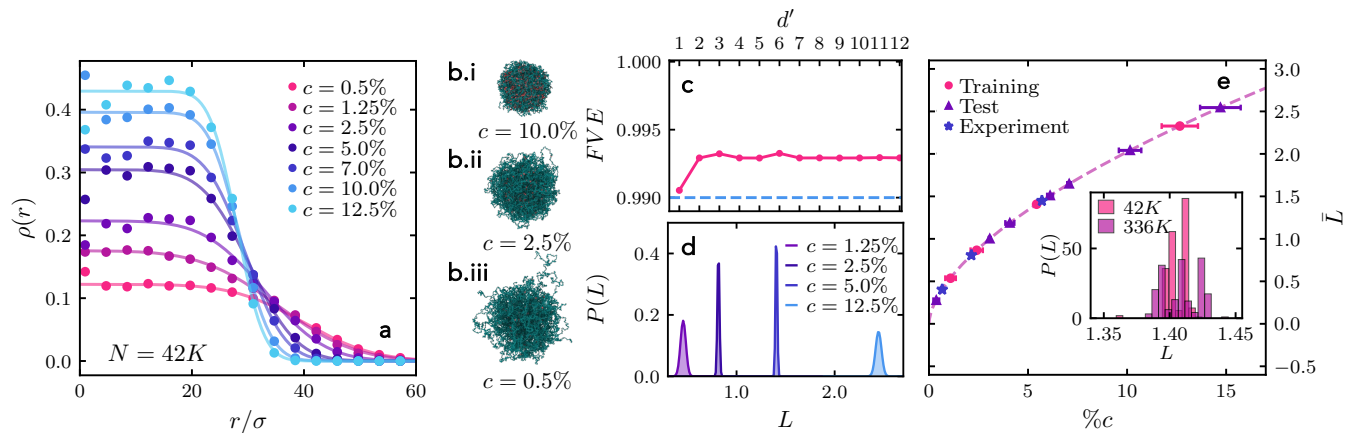 c = 0.5%
c = 1.25%
c = 2.5%
c = 5.0%
c = 7.0%
c = 10.0%
c = 12.5%
a
N = 42K
0.4
0.3
0.2
0.1
0.0
ρ(r)
0 20 40 60
r/σ
b.i
c = 10.0%
b.ii
c = 2.5%
b.iii
c = 0.5%
d′
1 2 3 4 5 6 7 8 9 10 11 12
c
1.000
0.995
0.990
FVE
d
c = 1.25%
c = 2.5%
c = 5.0%
c = 12.5%
0.4
0.2
0.0
P(L)
1.0 2.0
L
e
Training
Test
Experiment
3.0
2.5
2.0
1.5
1.0
0.5
0.0
−0.5
L̄
0 5 10 15
%c
42K
336K
50
0
P(L)
1.35 1.40 1.45
L